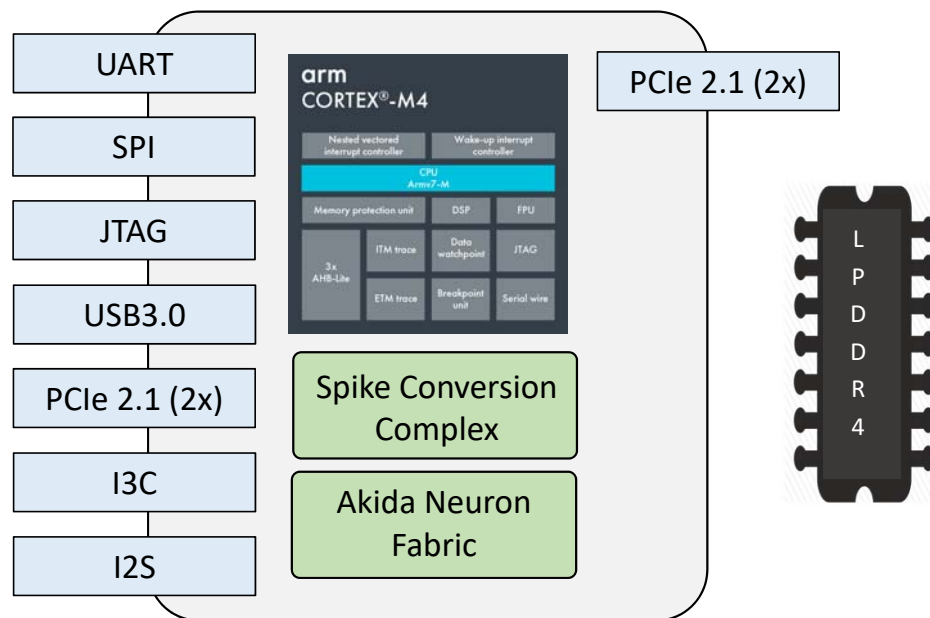 UART
SPI
JTAG
USB3.0
PCIe 2.1 (2x)
I3C
I2S
arm
CORTEX®-M4
Nested vectored
interrupt controller
Wake-up interrupt
controller
CPU
Armv7-M
Memory protection unit
DSP
FPU
3x
AHB-Lite
ITM trace
Data
watchpoint
JTAG
ETM trace
Breakpoint
unit
Serial wire
Spike Conversion
Complex
Akida Neuron
Fabric
PCIe 2.1 (2x)
L
P
D
D
R
4